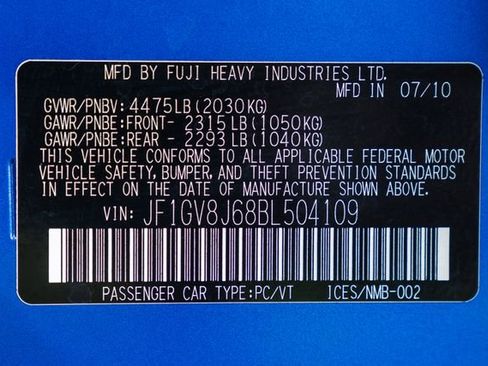 MFD BY FUJI HEAVY INDUSTRIES LTD.
MFD IN 07/10
GVWR/PNBV: 4475LB(2030KG)
GAWR/PNBE:FRONT- 2315LB(1050KG)
GAWR/PNBE:REAR - 2293LB(1040KG)
THIS VEHICLE CONFORMS TO ALL APPLICABLE FEDERAL MOTOR
VEHICLE SAFETY, BUMPER, AND THEFT PREVENTION STANDARDS
IN EFFECT ON THE DATE OF MANUFACTURE SHOWN ABOVE.
VIN: JF1GV8J68BL504109
PASSENGER CAR TYPE:PC/VT ICES/NMB-002